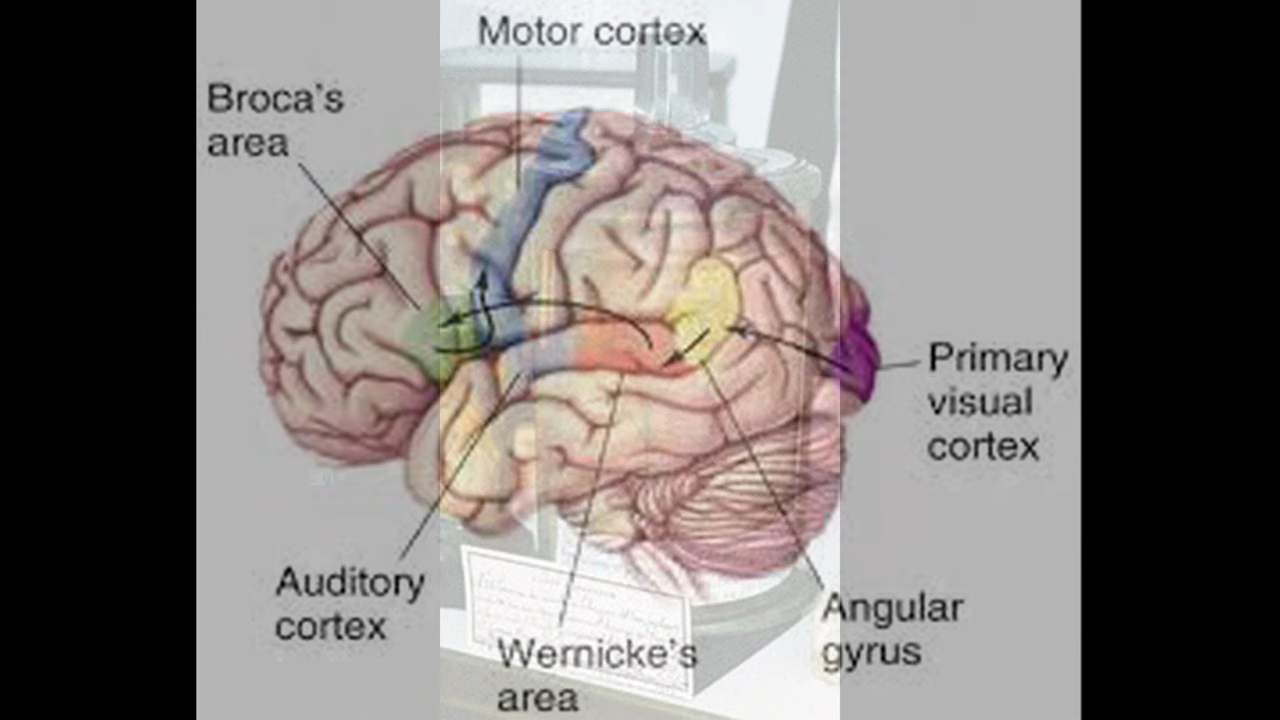 Motor cortex
Broca's
area
Primary
visual
cortex
Auditory
cortex
Angular
gyrus
Wernicke's
area